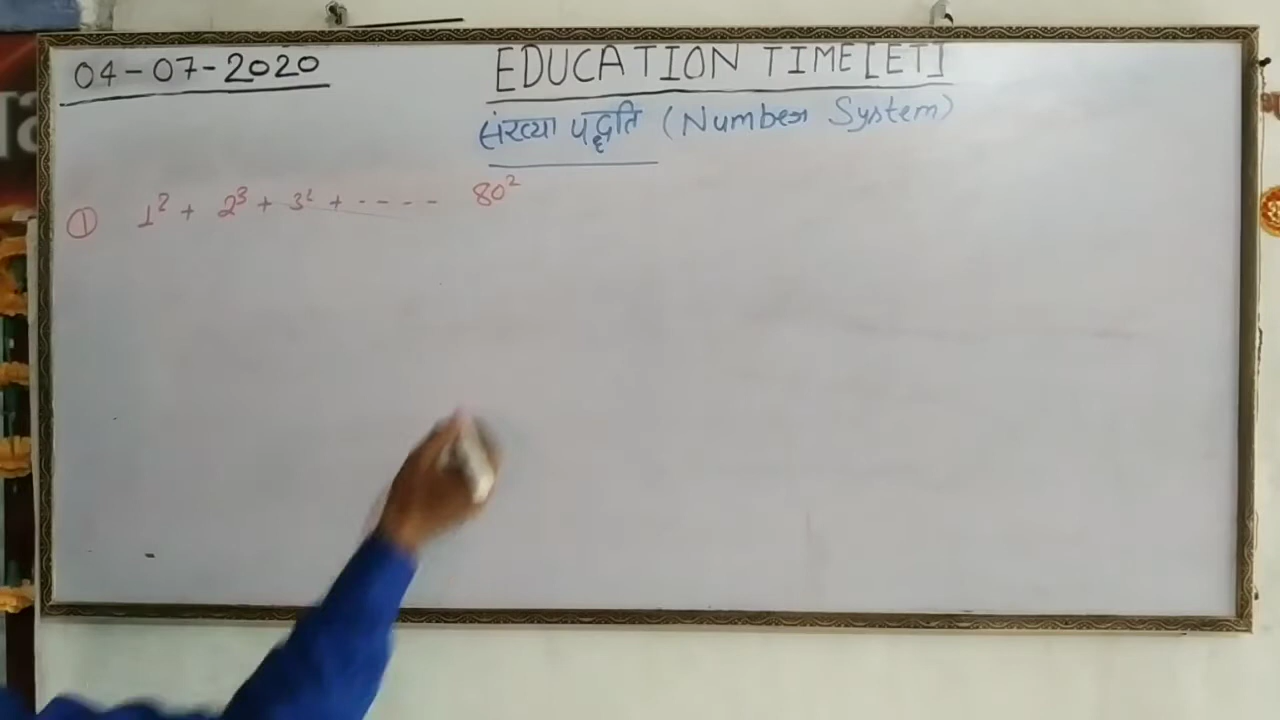 04-07-2020
EDUCATION TIME[ET]
संख्या पद्धति (Number System)
① 1² + 2³ + 3² + ---- 80²